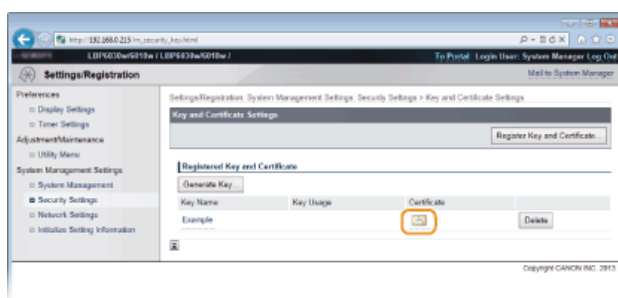 http://192.168.0.215/m_security_key.html
LBP6030w/6018w / LBP6030w/6018w /
To Portal Login User: System Manager Log Out
Settings/Registration
Mail to System Manager
Preferences
Display Settings
Timer Settings
Adjustment/Maintenance
Utility Menu
System Management Settings
System Management
Security Settings
Network Settings
Initialize Setting Information
Settings/Registration: System Management Settings: Security Settings > Key and Certificate Settings
Key and Certificate Settings
Register Key and Certificate...
Registered Key and Certificate
Generate Key...
Key Name Key Usage Certificate
Example Delete
Copyright CANON INC. 2013